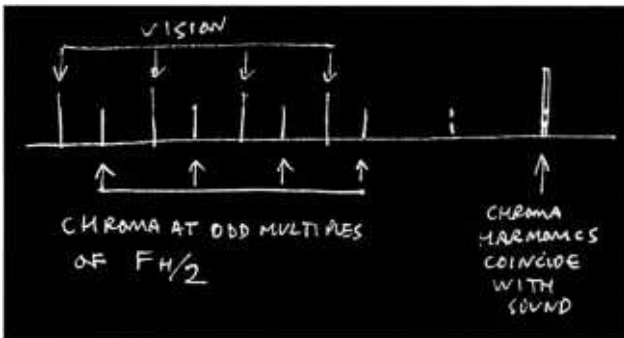 VISION
CHROMA AT ODD MULTIPLES
OF FH/2
CHROMA
HARMONICS
COINCIDE
WITH
SOUND